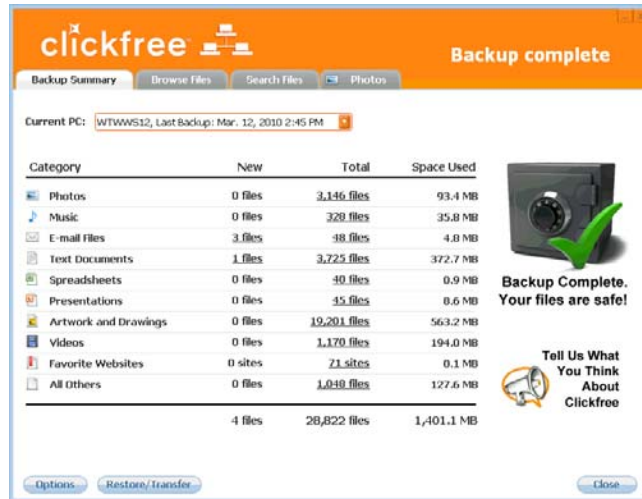 clickfree
Backup complete
Backup Summary Browse Files Search Files Photos
Current PC: WTWWS12, Last Backup: Mar. 12, 2010 2:45 PM
Category New Total Space Used
Photos 0 files 3,146 files 93.4 MB
Music 0 files 328 files 35.8 MB
E-mail Files 3 files 48 files 4.8 MB
Text Documents 1 files 3,725 files 372.7 MB
Spreadsheets 0 files 40 files 0.9 MB
Presentations 0 files 45 files 8.6 MB
Artwork and Drawings 0 files 19,201 files 563.2 MB
Videos 0 files 1,170 files 194.0 MB
Favorite Websites 0 sites 71 sites 0.1 MB
All Others 0 files 1,048 files 127.6 MB
4 files 28,822 files 1,401.1 MB
Backup Complete.
Your files are safe!
Tell Us What
You Think
About
Clickfree
Options Restore/Transfer Close